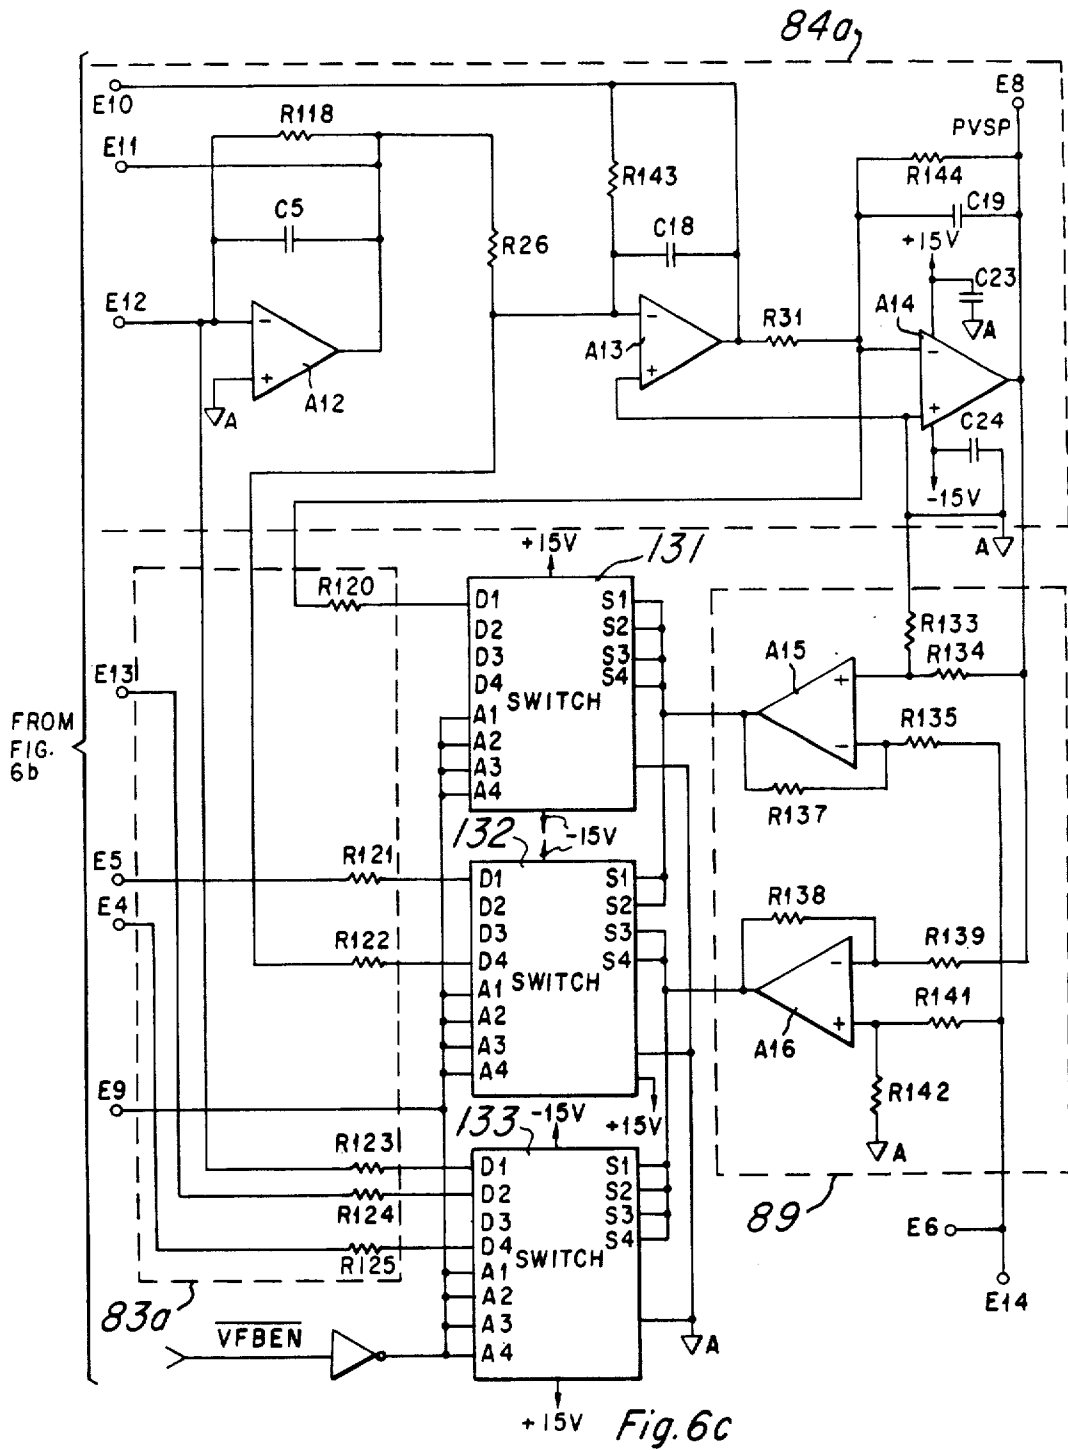 84a
E10
E8
R118
PVSP
E11
R143
R144
C5
C18
C19
R26
+15V
C23
E12
A14
A
R31
−
−
A13
−
+
+
A12
+
A
C24
-15V
A
+15V
131
R120
D1
S1
D2
S2
D3
S3
D4
S4
SWITCH
R133
A15
R134
+
E13
A1
A2
A3
A4
R135
−
FROM
FIG.
6b
R137
132
-15V
E5
R121
D1
S1
D2
S2
D3
S3
R138
E4
R122
D4
S4
SWITCH
R139
−
A1
A2
A3
A4
R141
+
A16
R142
E9
133
-15V
+15V
A
R123
D1
S1
D2
S2
R124
D3
S3
D4
S4
R125
SWITCH
89
E6
A1
A2
A3
A4
E14
83a
VFBEN
A
+15V
Fig. 6c